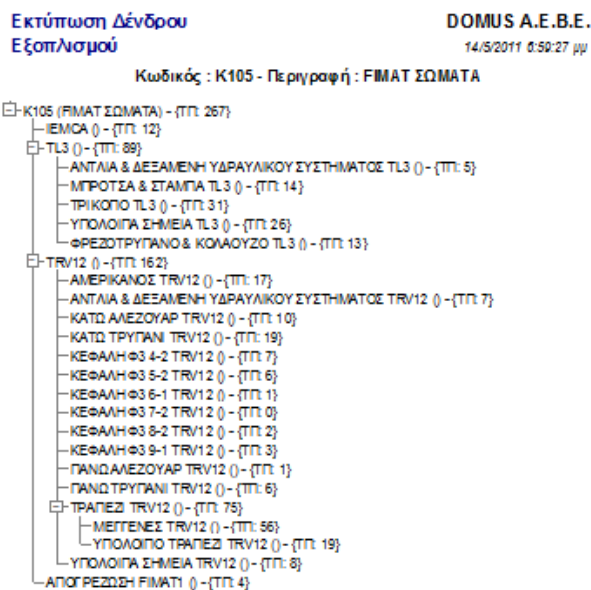 Εκτύπωση Δένδρου
Εξοπλισμού
DOMUS A.E.B.E.
14/5/2011 6:59:27 μμ
Κωδικός : K105 - Περιγραφή : FIMAT ΣΩΜΑΤΑ
K105 (FIMAT ΣΩΜΑΤΑ) - {ΤΠ: 267}
IEMCA () - {ΤΠ: 12}
TL3 () - {ΤΠ: 89}
ΑΝΤΛΙΑ & ΔΕΞΑΜΕΝΗ ΥΔΡΑΥΛΙΚΟΥ ΣΥΣΤΗΜΑΤΟΣ TL3 () - {ΤΠ: 5}
ΜΠΡΟΤΣΑ & ΣΤΑΜΠΑ TL3 () - {ΤΠ: 14}
ΤΡΙΚΟΠΟ TL3 () - {ΤΠ: 31}
ΥΠΟΛΟΙΠΑ ΣΗΜΕΙΑ TL3 () - {ΤΠ: 26}
ΦΡΕΖΟΤΡΥΠΑΝΟ & ΚΟΛΑΟΥΖΟ TL3 () - {ΤΠ: 13}
TRV12 () - {ΤΠ: 162}
ΑΜΕΡΙΚΑΝΟΣ TRV12 () - {ΤΠ: 17}
ΑΝΤΛΙΑ & ΔΕΞΑΜΕΝΗ ΥΔΡΑΥΛΙΚΟΥ ΣΥΣΤΗΜΑΤΟΣ TRV12 () - {ΤΠ: 7}
ΚΑΤΩ ΑΛΕΖΟΥΑΡ TRV12 () - {ΤΠ: 10}
ΚΑΤΩ ΤΡΥΠΑΝΙ TRV12 () - {ΤΠ: 19}
ΚΕΦΑΛΗ Φ3 4-2 TRV12 () - {ΤΠ: 7}
ΚΕΦΑΛΗ Φ3 5-2 TRV12 () - {ΤΠ: 6}
ΚΕΦΑΛΗ Φ3 6-1 TRV12 () - {ΤΠ: 1}
ΚΕΦΑΛΗ Φ3 7-2 TRV12 () - {ΤΠ: 0}
ΚΕΦΑΛΗ Φ3 8-2 TRV12 () - {ΤΠ: 2}
ΚΕΦΑΛΗ Φ3 9-1 TRV12 () - {ΤΠ: 3}
ΠΑΝΩ ΑΛΕΖΟΥΑΡ TRV12 () - {ΤΠ: 1}
ΠΑΝΩ ΤΡΥΠΑΝΙ TRV12 () - {ΤΠ: 6}
ΤΡΑΠΕΖΙ TRV12 () - {ΤΠ: 75}
ΜΕΓΓΕΝΕΣ TRV12 () - {ΤΠ: 56}
ΥΠΟΛΟΙΠΟ ΤΡΑΠΕΖΙ TRV12 () - {ΤΠ: 19}
ΥΠΟΛΟΙΠΑ ΣΗΜΕΙΑ TRV12 () - {ΤΠ: 8}
ΑΠΟΓΡΕΖΩΣΗ FIMAT1 () - {ΤΠ: 4}